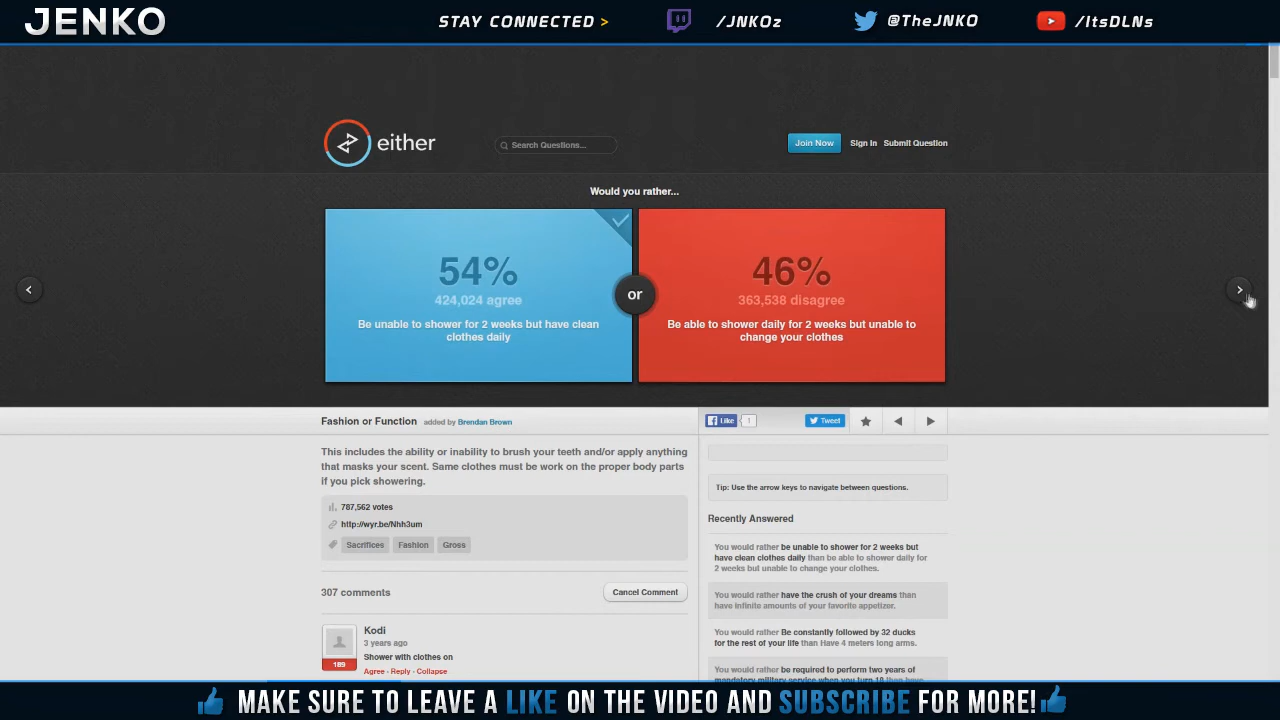 JENKO
STAY CONNECTED >
/JNKOz
@TheJNKO
/ItsDLNs
either
Search Questions...
Join Now
Sign In
Submit Question
Would you rather...
54%
424,024 agree
Be unable to shower for 2 weeks but have clean
clothes daily
or
46%
363,538 disagree
Be able to shower daily for 2 weeks but unable to
change your clothes
Fashion or Function added by Brendan Brown
Like 1
Tweet
This includes the ability or inability to brush your teeth and/or apply anything
that masks your scent. Same clothes must be work on the proper body parts
if you pick showering.
787,562 votes
http://wyr.be/Nhh3um
Sacrifices Fashion Gross
307 comments
Cancel Comment
Kodi
3 years ago
Shower with clothes on
189
Agree - Reply - Collapse
Tip: Use the arrow keys to navigate between questions.
Recently Answered
You would rather be unable to shower for 2 weeks but
have clean clothes daily than be able to shower daily for
2 weeks but unable to change your clothes.
You would rather have the crush of your dreams than
have infinite amounts of your favorite appetizer.
You would rather Be constantly followed by 32 ducks
for the rest of your life than Have 4 meters long arms.
You would rather be required to perform two years of
mandatory military service when you turn 18 than have
MAKE SURE TO LEAVE A LIKE ON THE VIDEO AND SUBSCRIBE FOR MORE!